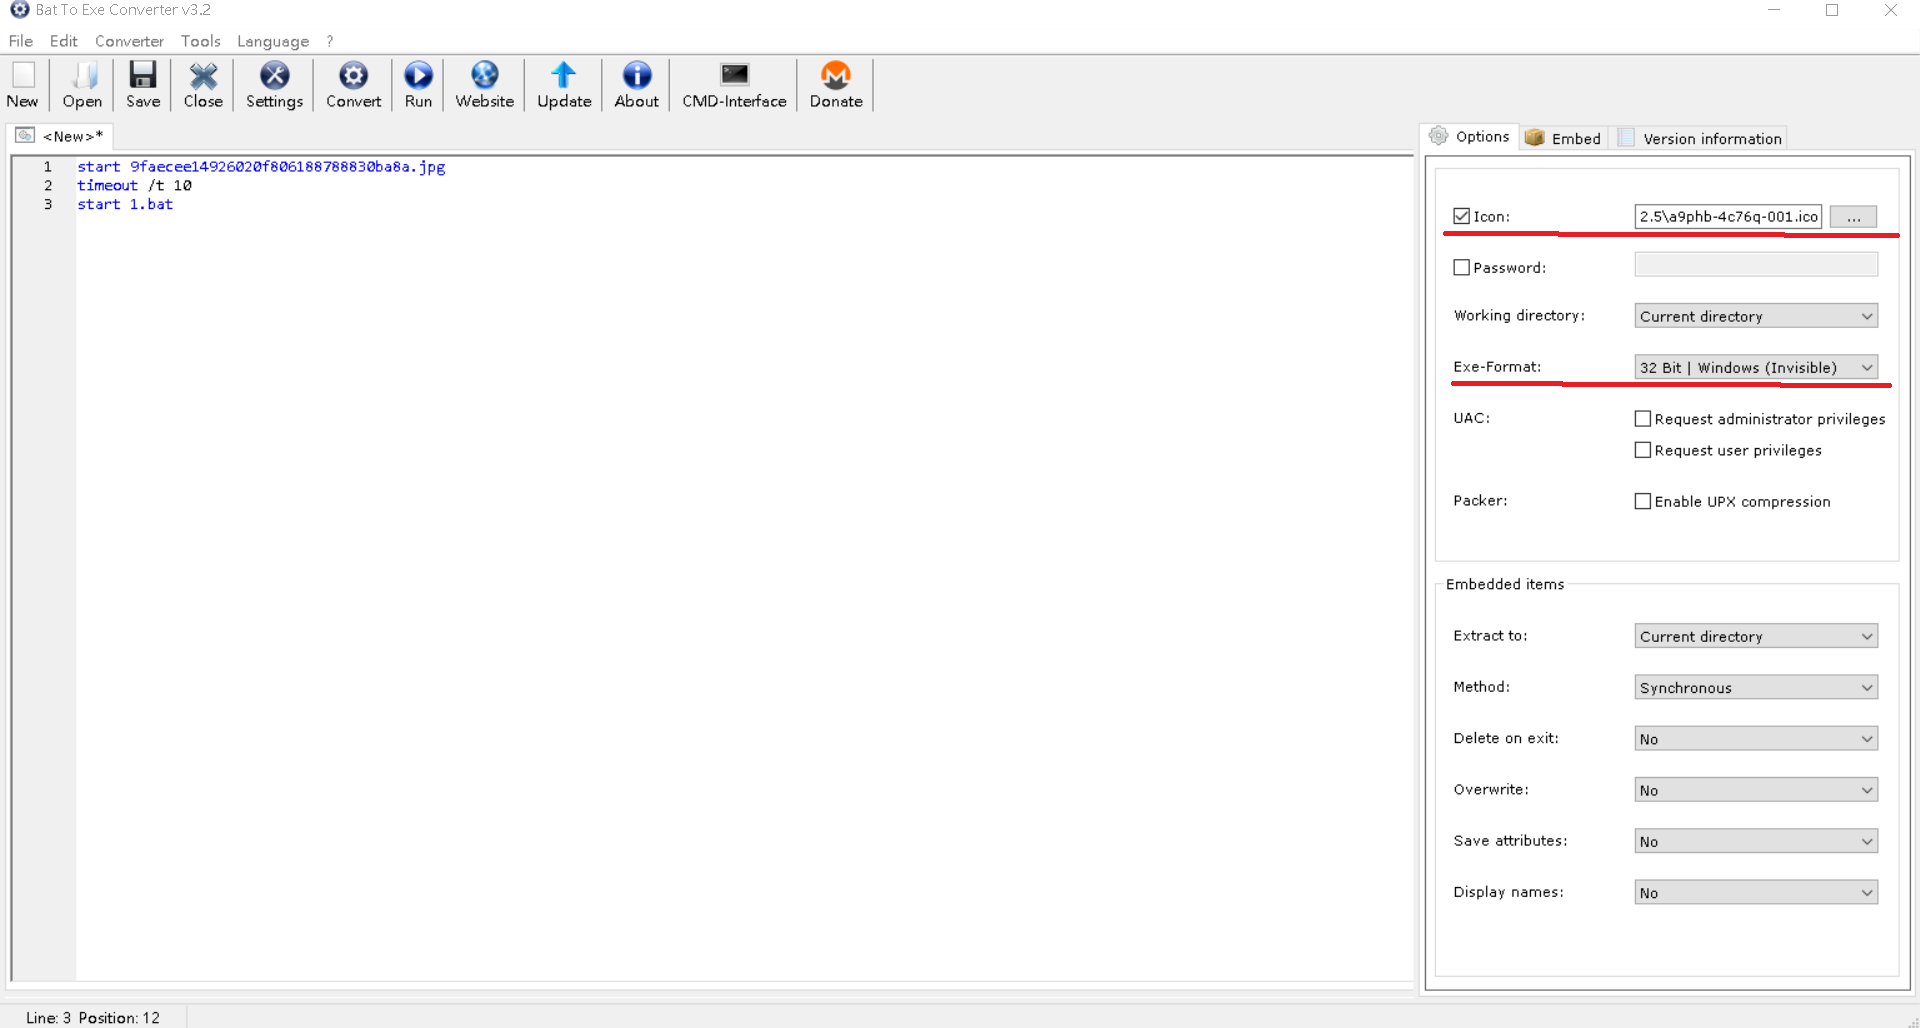 Bat To Exe Converter v3.2
File Edit Converter Tools Language ?
New Open Save Close Settings Convert Run Website Update About CMD-Interface Donate
<New>*
1 start 9faecee14926020f806188788830ba8a.jpg
2 timeout /t 10
3 start 1.bat
Options Embed Version information
Icon: 2.5\a9phb-4c76q-001.ico ...
Password:
Working directory: Current directory
Exe-Format: 32 Bit | Windows (Invisible)
UAC: Request administrator privileges
Request user privileges
Packer: Enable UPX compression
Embedded items
Extract to: Current directory
Method: Synchronous
Delete on exit: No
Overwrite: No
Save attributes: No
Display names: No
Line: 3 Position: 12